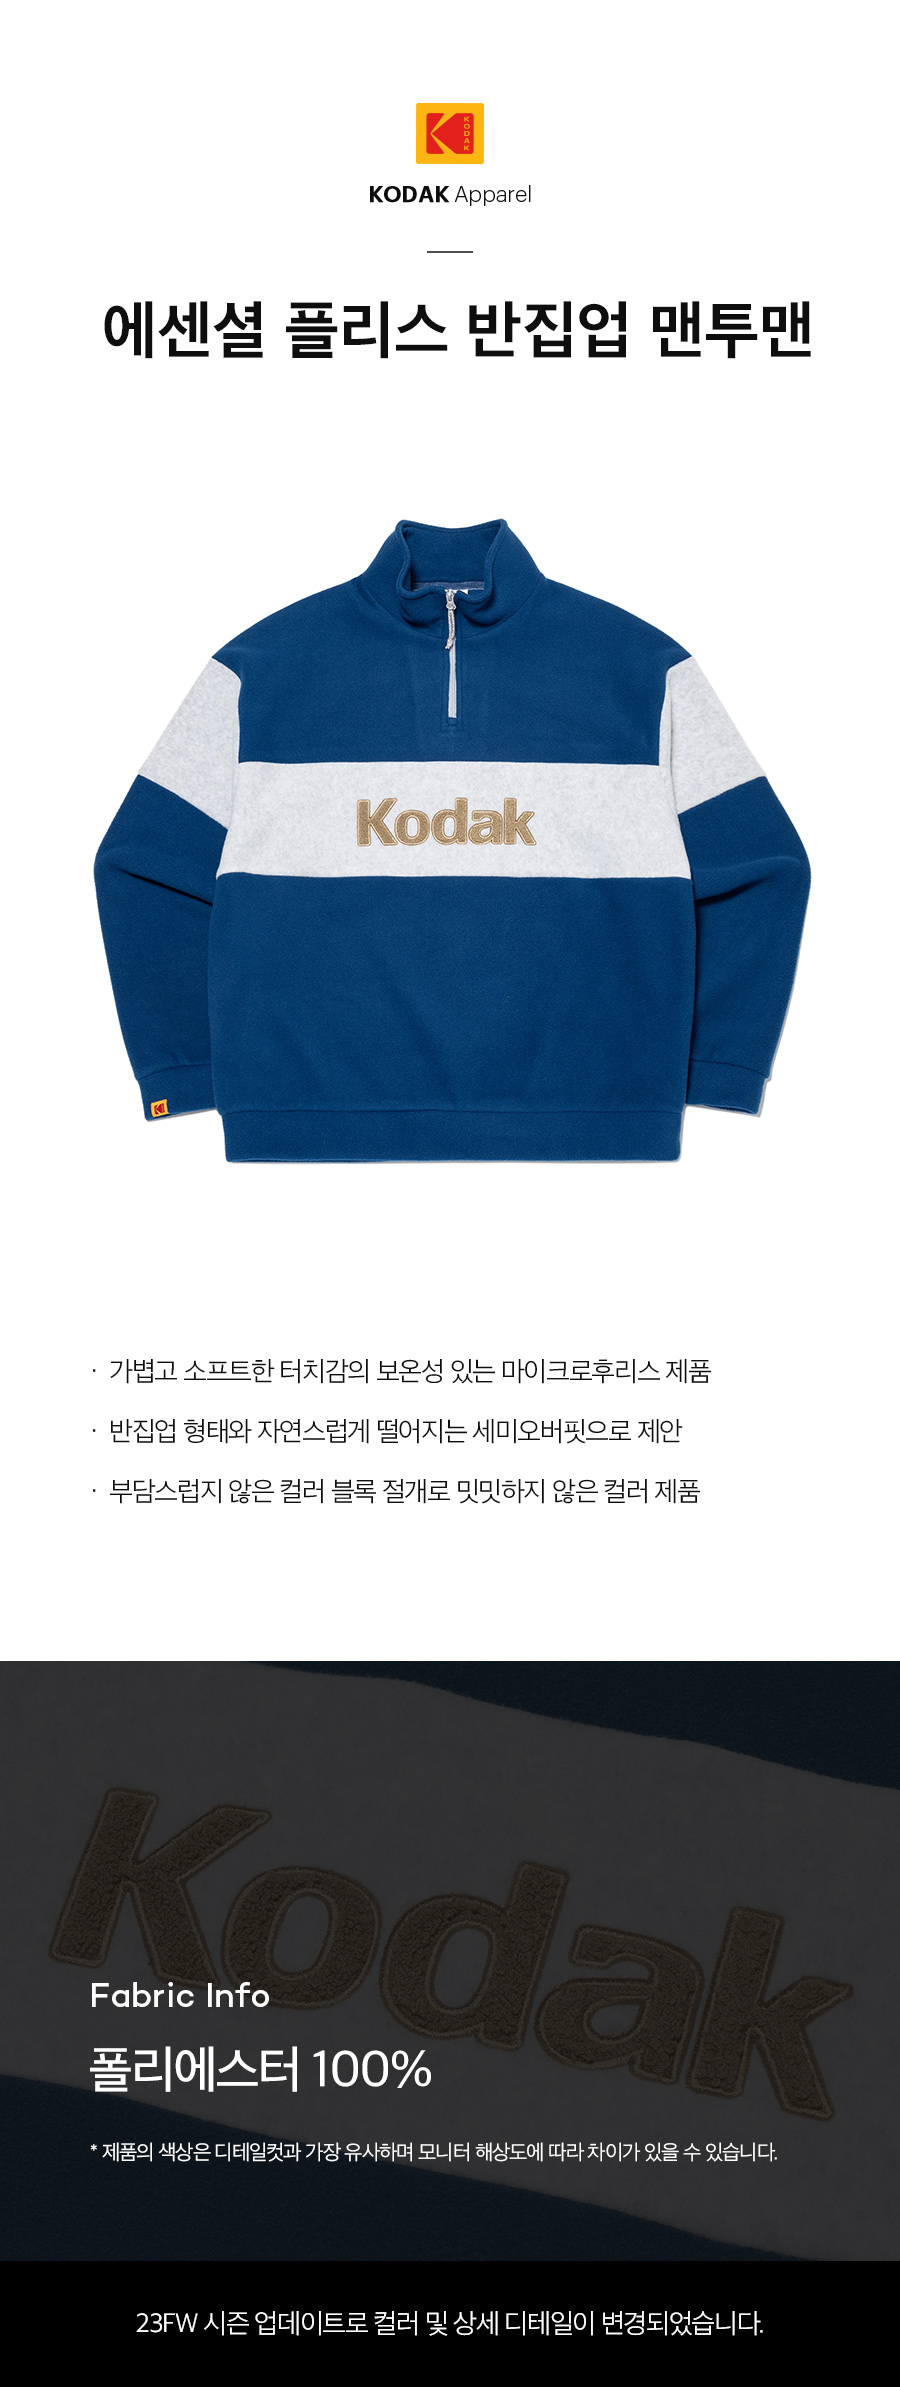 KODAK
KODAK Apparel
에센셜 플리스 반집업 맨투맨
Kodak
· 가볍고 소프트한 터치감의 보온성 있는 마이크로후리스 제품
· 반집업 형태와 자연스럽게 떨어지는 세미오버핏으로 제안
· 부담스럽지 않은 컬러 블록 절개로 밋밋하지 않은 컬러 제품
Kodak
Fabric Info
폴리에스터 100%
* 제품의 색상은 디테일컷과 가장 유사하며 모니터 해상도에 따라 차이가 있을 수 있습니다.
23FW 시즌 업데이트로 컬러 및 상세 디테일이 변경되었습니다.